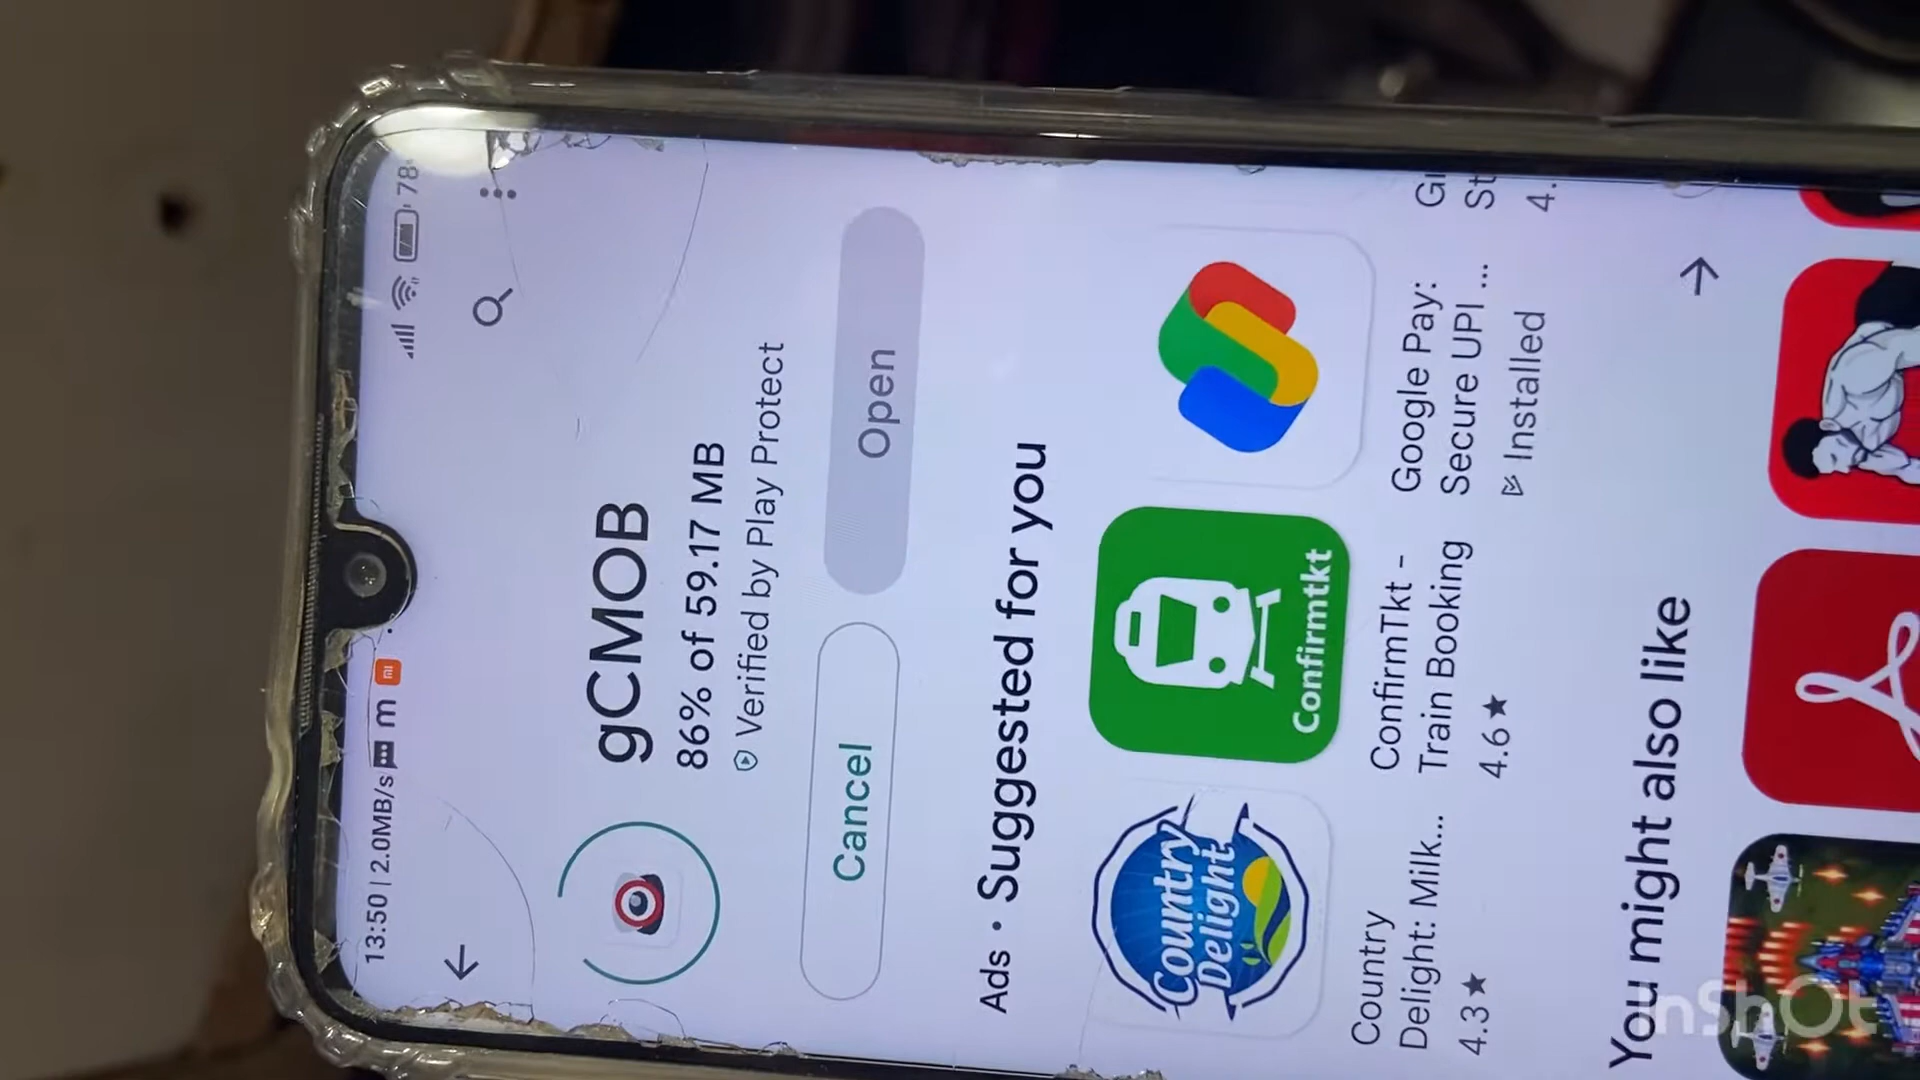 13:50 | 2.0MB/s m
78
gCMOB
86% of 59.17 MB
Verified by Play Protect
Cancel
Open
Ads • Suggested for you
Country
Delight
Confirmtkt
Country
Delight: Milk...
4.3★
ConfirmTkt -
Train Booking
4.6★
Google Pay:
Secure UPI ...
Installed
St
4.
You might also like
InShOt